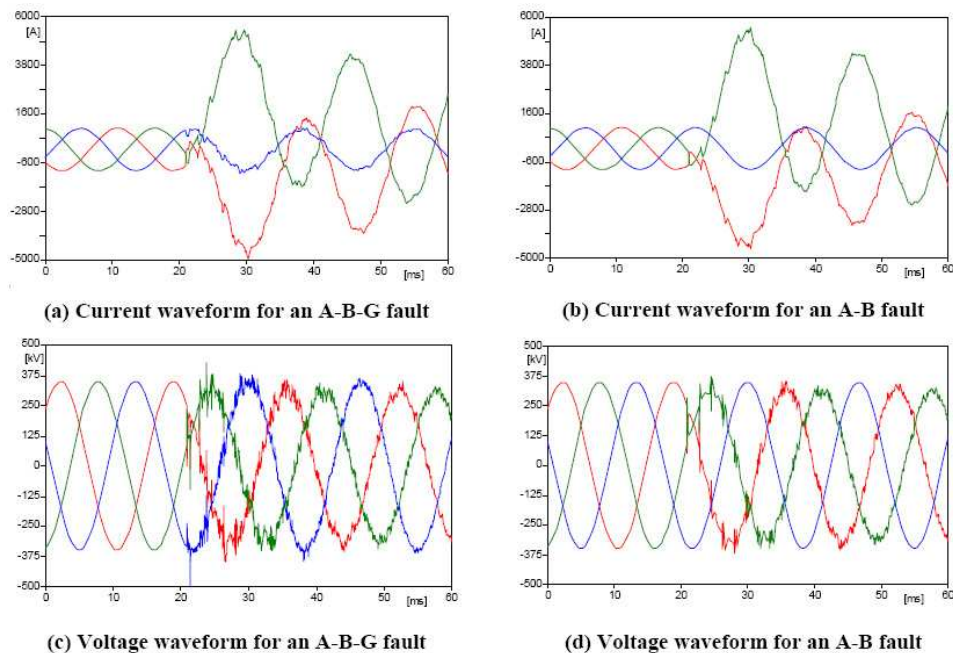 6000
[A]
3800
1600
-600
-2800
-5000
0 10 20 30 40 50 [ms] 60
(a) Current waveform for an A-B-G fault
6000
[A]
3800
1600
-600
-2800
-5000
0 10 20 30 40 50 [ms] 60
(b) Current waveform for an A-B fault
500
[kV]
375
250
125
0
-125
-250
-375
-500
0 10 20 30 40 50 [ms] 60
(c) Voltage waveform for an A-B-G fault
500
[kV]
375
250
125
0
-125
-250
-375
-500
0 10 20 30 40 50 [ms] 60
(d) Voltage waveform for an A-B fault